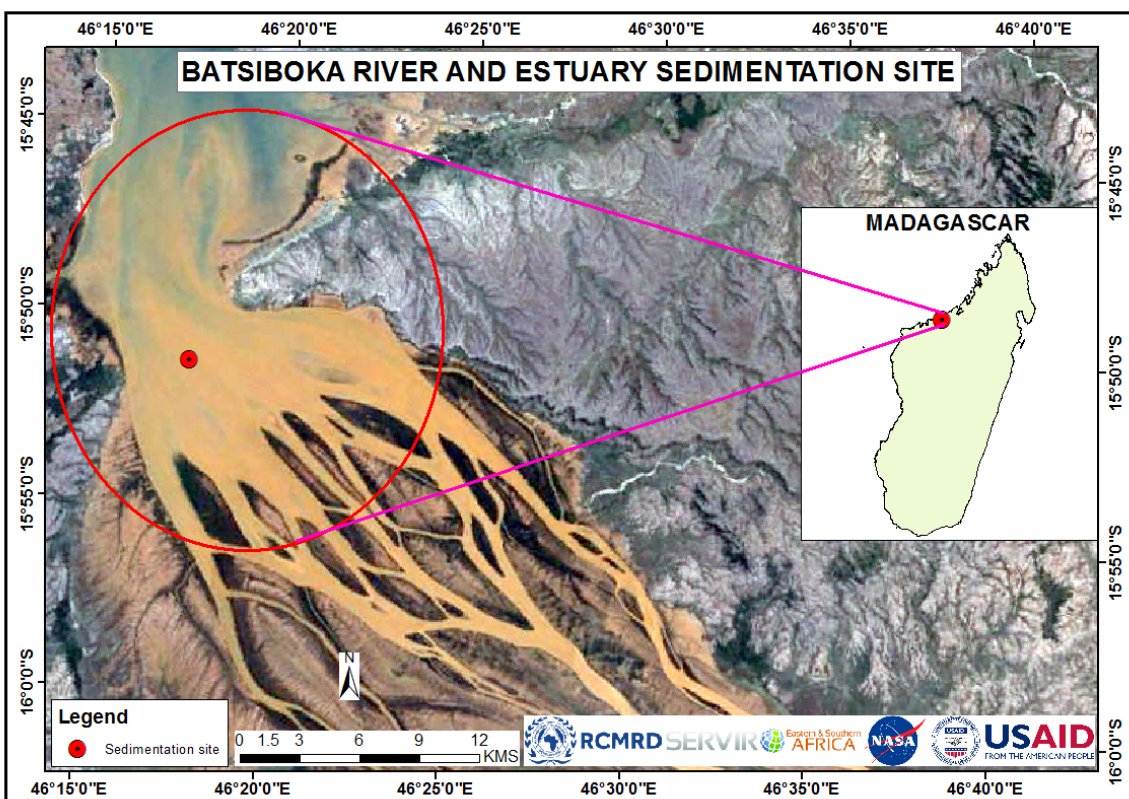 46°15'0"E 46°20'0"E 46°25'0"E 46°30'0"E 46°35'0"E 46°40'0"E
BATSIBOKA RIVER AND ESTUARY SEDIMENTATION SITE
15°45'0"S
15°45'0"S
MADAGASCAR
15°50'0"S
15°50'0"S
15°55'0"S
15°55'0"S
16°0'0"S
16°0'0"S
N
Legend
Sedimentation site
0 1.5 3 6 9 12
KMS
RCMRD
SERVIR
Eastern & Southern
AFRICA
NASA
USAID
USAID
FROM THE AMERICAN PEOPLE
46°15'0"E 46°20'0"E 46°25'0"E 46°30'0"E 46°35'0"E 46°40'0"E